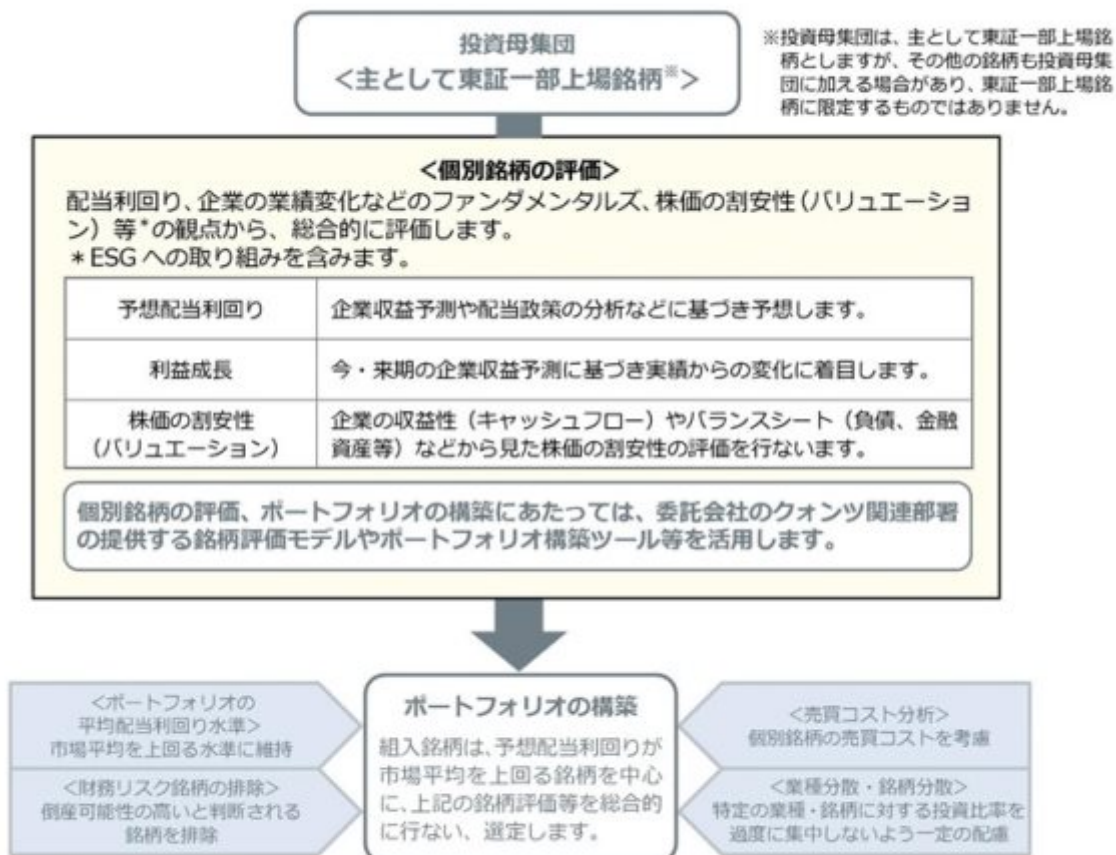 投資母集団
<主として東証一部上場銘柄※>
※投資母集団は、主として東証一部上場銘
柄としますが、その他の銘柄も投資母集
団に加える場合があり、東証一部上場銘
柄に限定するものではありません。
<個別銘柄の評価>
配当利回り、企業の業績変化などのファンダメンタルズ、株価の割安性(バリュエーショ
ン)等*の観点から、総合的に評価します。
*ESGへの取り組みを含みます。
予想配当利回り
企業収益予測や配当政策の分析などに基づき予想します。
利益成長
今・来期の企業収益予測に基づき実績からの変化に着目します。
株価の割安性
(バリュエーション)
企業の収益性(キャッシュフロー)やバランスシート(負債、金融
資産等)などから見た株価の割安性の評価を行ないます。
個別銘柄の評価、ポートフォリオの構築にあたっては、委託会社のクォンツ関連部署
の提供する銘柄評価モデルやポートフォリオ構築ツール等を活用します。
<ポートフォリオの
平均配当利回り水準>
市場平均を上回る水準に維持
<財務リスク銘柄の排除>
倒産可能性の高いと判断される
銘柄を排除
ポートフォリオの構築
組入銘柄は、予想配当利回りが
市場平均を上回る銘柄を中心
に、上記の銘柄評価等を総合的
に行ない、選定します。
<売買コスト分析>
個別銘柄の売買コストを考慮
<業種分散・銘柄分散>
特定の業種・銘柄に対する投資比率を
過度に集中しないよう一定の配慮